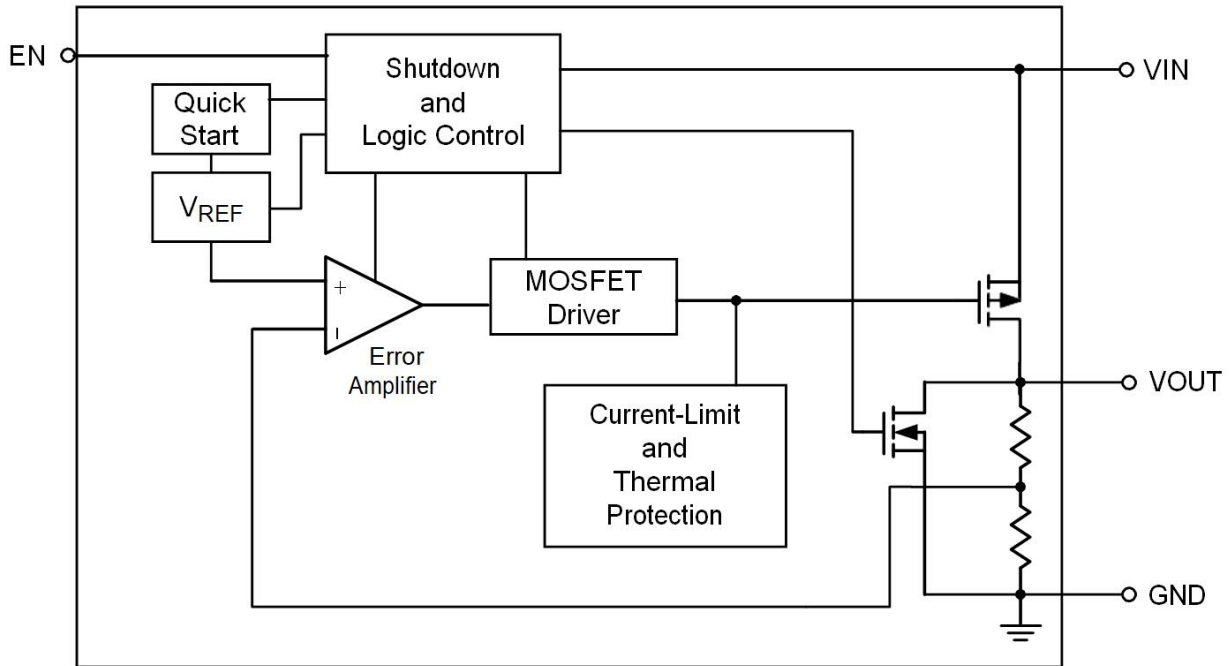 EN
Shutdown
and
Logic Control
VIN
Quick
Start
VREF
+
MOSFET
Driver
Error
Amplifier
VOUT
Current-Limit
and
Thermal
Protection
GND